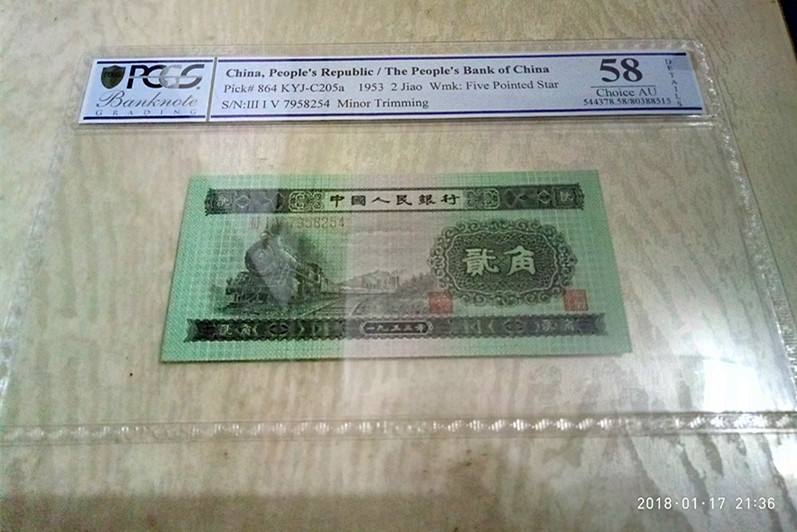 PCGS
Banknote
GRADING
China, People's Republic / The People's Bank of China
Pick# 864 KYJ-C205a 1953 2 Jiao Wmk: Five Pointed Star
S/N:III I V 7958254 Minor Trimming
58
Choice AU
544378.58/80388515
DETAILS
中國人民銀行
7958254
貳角
一九五三年
2018·01·17 21:36